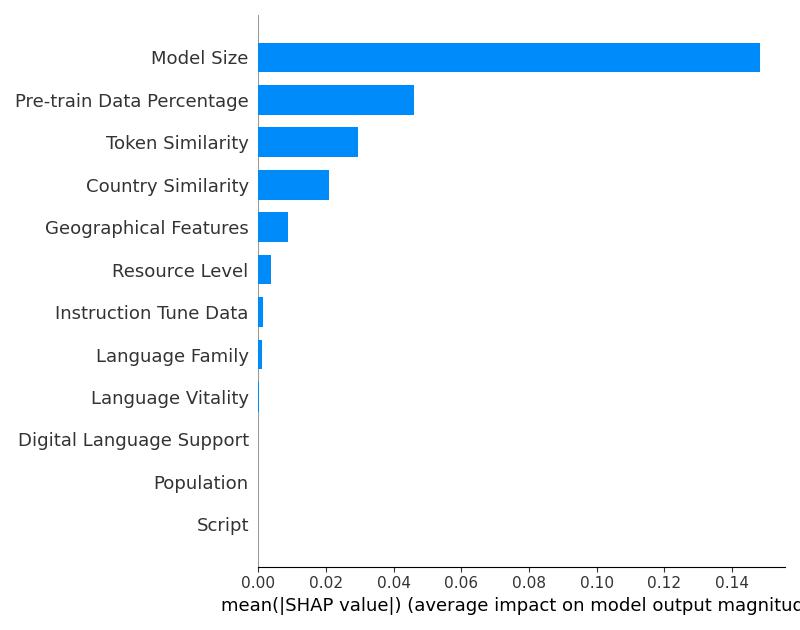 Model Size
Pre-train Data Percentage
Token Similarity
Country Similarity
Geographical Features
Resource Level
Instruction Tune Data
Language Family
Language Vitality
Digital Language Support
Population
Script
0.00 0.02 0.04 0.06 0.08 0.10 0.12 0.14
mean(|SHAP value|) (average impact on model output magnitud